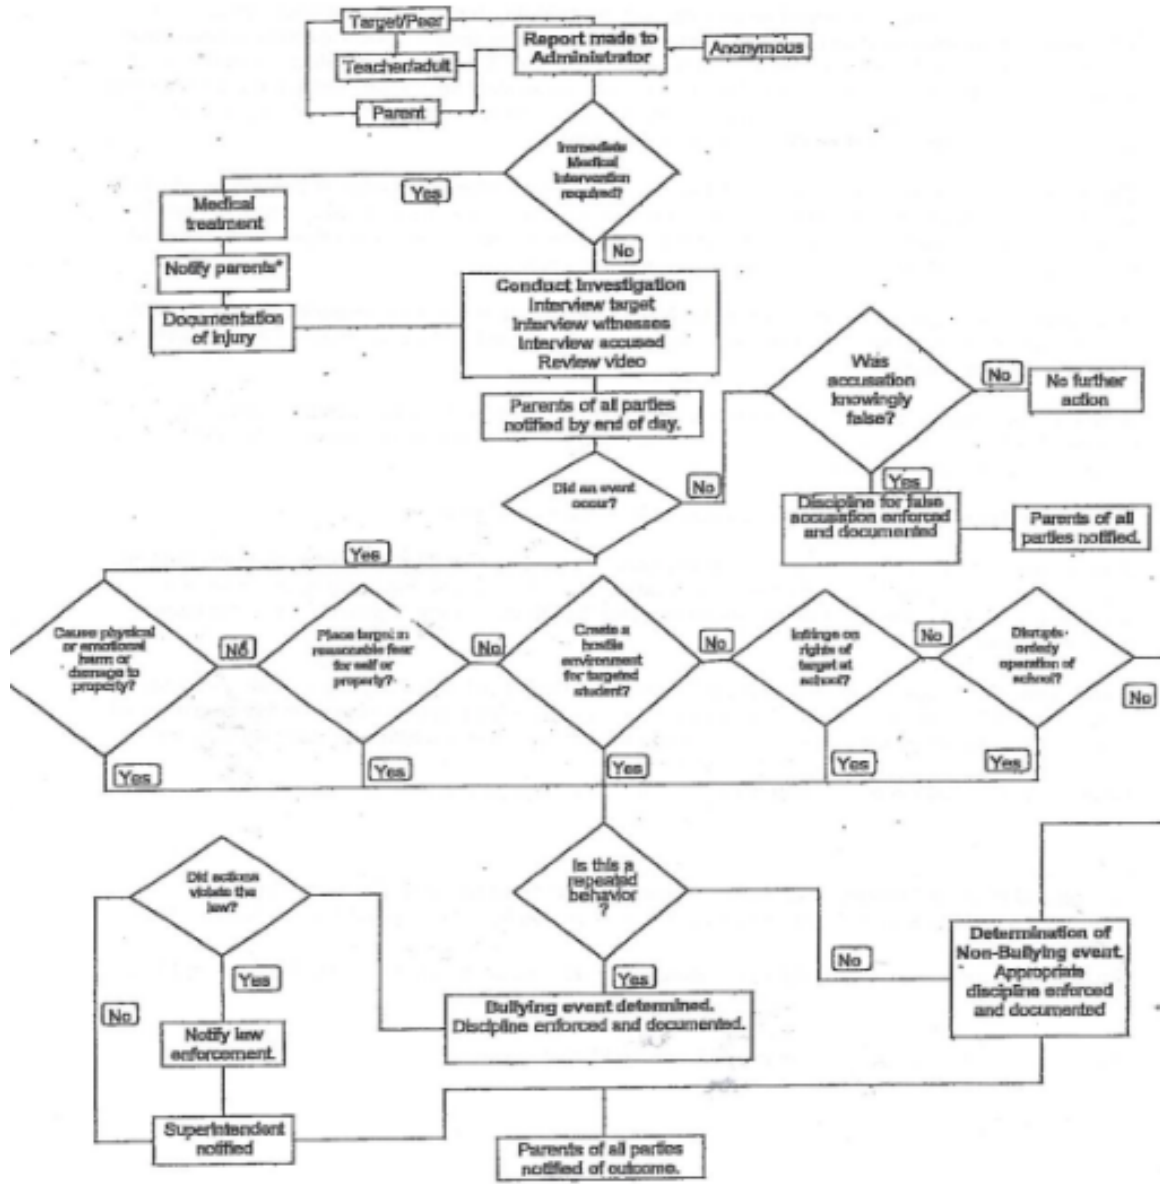 Target/Peer
Report made to
Administrator
Anonymous
Teacher/adult
Parent
Immediate
Medical
Intervention
required?
Yes
Medical
treatment
No
Notify parents*
Conduct Investigation
Interview target
Interview witnesses
Interview accused
Review video
Documentation
of Injury
Was
accusation
knowingly
false?
No
No further
action
Parents of all parties
notified by end of day.
Did an event
occur?
No
Yes
Discipline for false
accusation enforced
and documented
Parents of all
parties notified.
Yes
Cause physical
or emotional
harm or
damage to
property?
No
Place target in
reasonable fear
for self or
property?
No
Create a
hostile
environment
for targeted
student?
No
Infringe on
rights of
target at
school?
No
Disrupts
orderly
operation of
school?
No
Yes
Yes
Yes
Yes
Yes
Did actions
violate the
law?
Is this a
repeated
behavior
?
Determination of
Non-Bullying event.
Appropriate
discipline enforced
and documented
No
Yes
Yes
No
Bullying event determined.
Discipline enforced and documented.
Notify law
enforcement.
Superintendent
notified
Parents of all parties
notified of outcome.